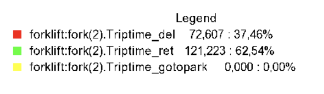 Legend
forklift:fork(2).Triptime_del 72,607 : 37,46%
forklift:fork(2).Triptime_ret 121,223 : 62,54%
forklift:fork(2).Triptime_gotopark 0,000 : 0,00%